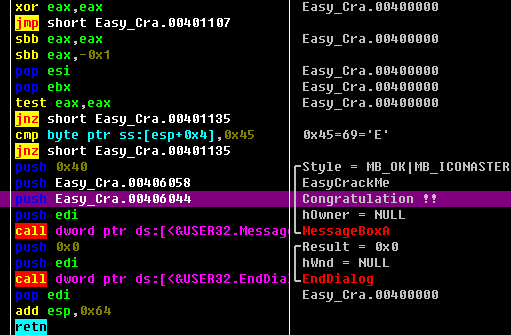 xor eax,eax Easy_Cra.00400000
jmp short Easy_Cra.00401107
sbb eax,eax Easy_Cra.00400000
sbb eax,-0x1
pop esi Easy_Cra.00400000
pop ebx Easy_Cra.00400000
test eax,eax Easy_Cra.00400000
jnz short Easy_Cra.00401135
cmp byte ptr ss:[esp+0x4],0x45 0x45=69='E'
jnz short Easy_Cra.00401135
push 0x40 Style = MB_OK|MB_ICONASTER
push Easy_Cra.00406058 EasyCrackMe
push Easy_Cra.00406044 Congratulation !!
push edi hOwner = NULL
call dword ptr ds:[<&USER32.Message MessageBoxA
push 0x0 Result = 0x0
push edi hWnd = NULL
call dword ptr ds:[<&USER32.EndDial EndDialog
pop edi Easy_Cra.00400000
add esp,0x64
retn